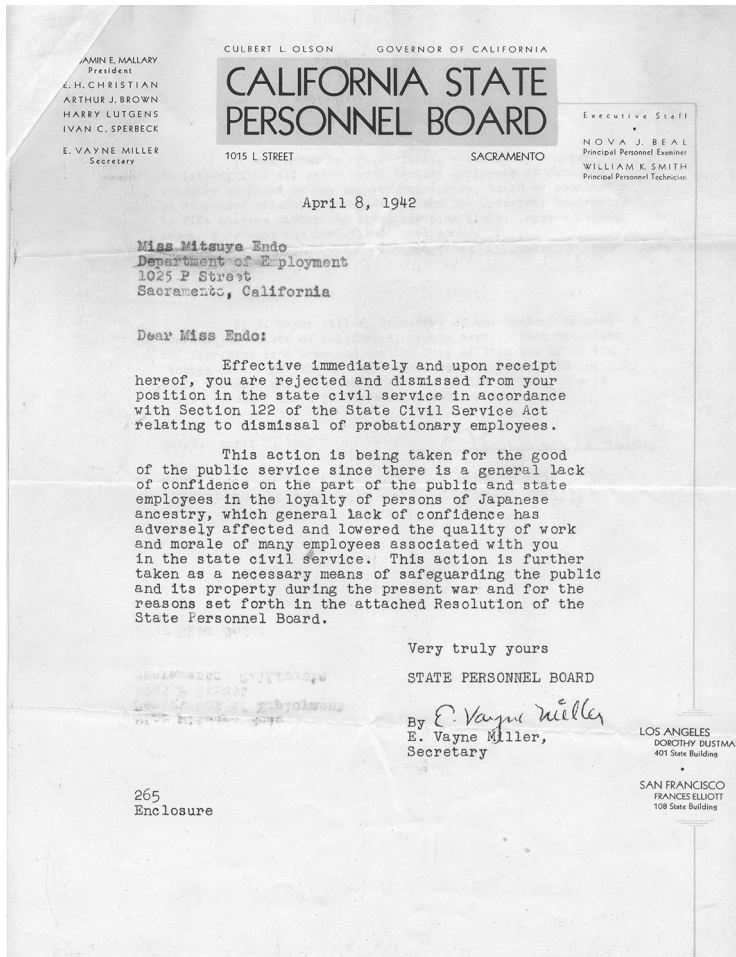 CULBERT L. OLSON GOVERNOR OF CALIFORNIA
CALIFORNIA STATE
PERSONNEL BOARD
1015 L STREET SACRAMENTO
AMIN E. MALLARY
President
E. H. CHRISTIAN
ARTHUR J. BROWN
HARRY LUTGENS
IVAN C. SPERBECK
E. VAYNE MILLER
Secretary
Executive Staff
•
NOVA J. BEAL
Principal Personnel Examiner
WILLIAM K. SMITH
Principal Personnel Technician
April 8, 1942
Miss Mitsuye Endo
Department of Employment
1025 P Street
Sacramento, California
Dear Miss Endo:
Effective immediately and upon receipt
hereof, you are rejected and dismissed from your
position in the state civil service in accordance
with Section 122 of the State Civil Service Act
relating to dismissal of probationary employees.
This action is being taken for the good
of the public service since there is a general lack
of confidence on the part of the public and state
employees in the loyalty of persons of Japanese
ancestry, which general lack of confidence has
adversely affected and lowered the quality of work
and morale of many employees associated with you
in the state civil service. This action is further
taken as a necessary means of safeguarding the public
and its property during the present war and for the
reasons set forth in the attached Resolution of the
State Personnel Board.
Very truly yours
STATE PERSONNEL BOARD
By E. Vayne Miller
E. Vayne Miller,
Secretary
265
Enclosure
LOS ANGELES
DOROTHY DUSTMA
401 State Building
•
SAN FRANCISCO
FRANCES ELLIOTT
108 State Building